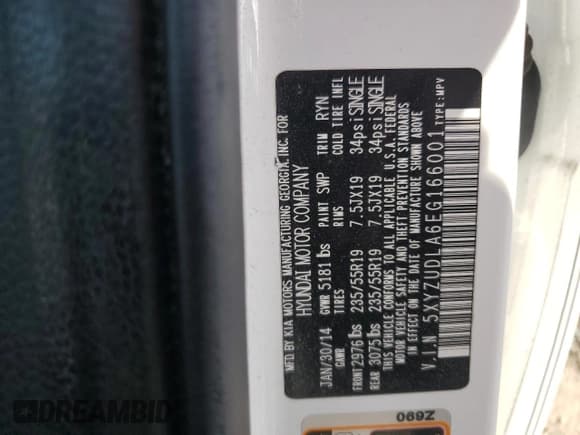 MFD BY KIA MOTORS MANUFACTURING GEORGIA, INC. FOR
HYUNDAI MOTOR COMPANY
JAN/30/14 GVWR 5181 lbs PAINT SWP TRIM RYN
GAWR TIRES RIMS COLD TIRE INFL
FRONT 2976 lbs 235/55R19 7.5JX19 34psi SINGLE
REAR 3075 lbs 235/55R19 7.5JX19 34psi SINGLE
THIS VEHICLE CONFORMS TO ALL APPLICABLE U.S.A. FEDERAL
MOTOR VEHICLE SAFETY AND THEFT PREVENTION STANDARDS
IN EFFECT ON THE DATE OF MANUFACTURE SHOWN ABOVE
V.I.N 5XYZUDLA6EG166001 TYPE:MPV
069Z
DREAMBID